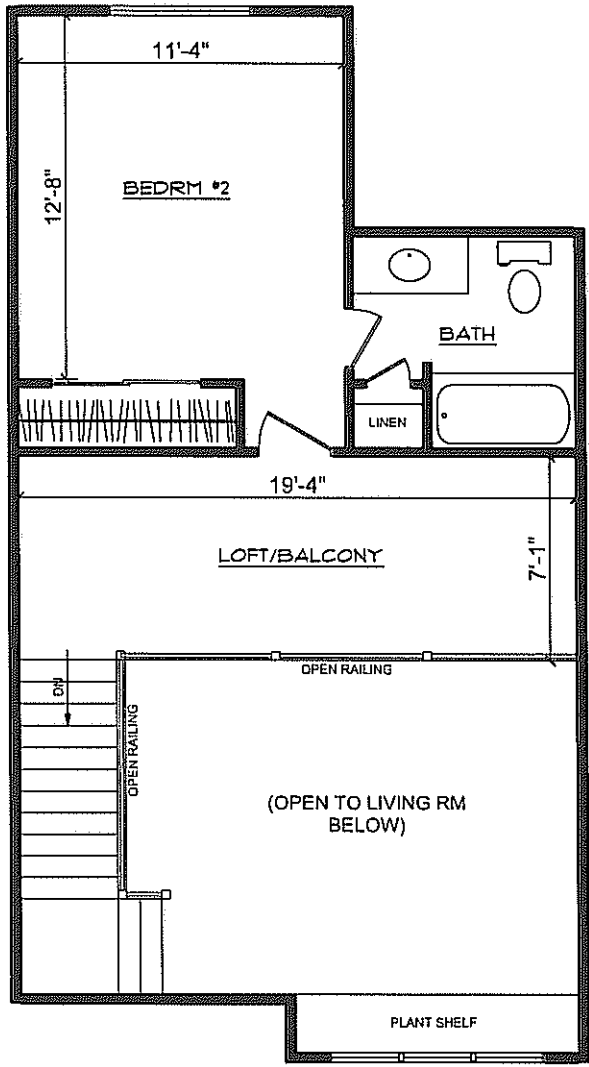 11'-4"
12'-8"
BEDRM #2
BATH
LINEN
19'-4"
7'-1"
LOFT/BALCONY
OPEN RAILING
DN
OPEN RAILING
(OPEN TO LIVING RM
BELOW)
PLANT SHELF